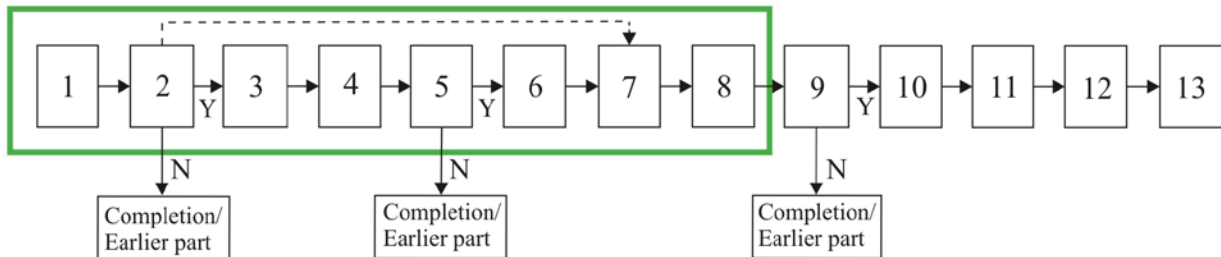 1 2 3 4 5 6 7 8 9 10 11 12 13
Y Y Y
N N N
Completion/ Completion/ Completion/
Earlier part Earlier part Earlier part